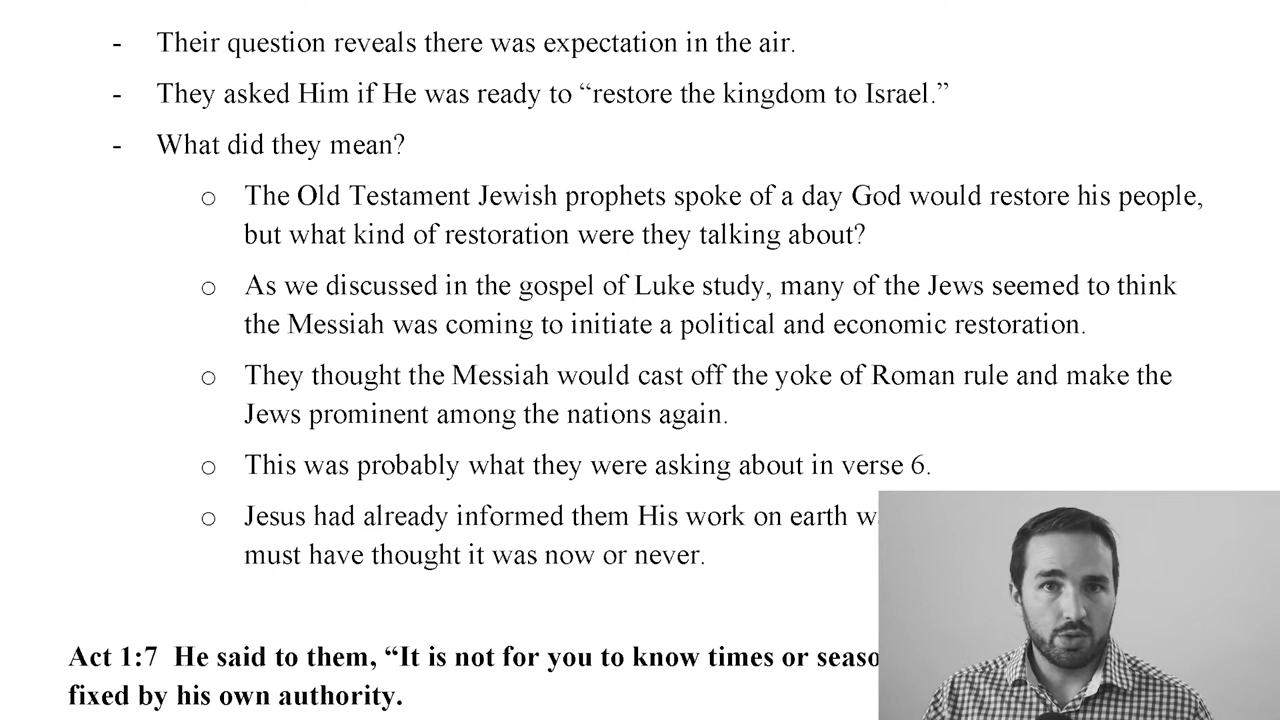 - Their question reveals there was expectation in the air.
- They asked Him if He was ready to “restore the kingdom to Israel.”
- What did they mean?
o The Old Testament Jewish prophets spoke of a day God would restore his people,
but what kind of restoration were they talking about?
o As we discussed in the gospel of Luke study, many of the Jews seemed to think
the Messiah was coming to initiate a political and economic restoration.
o They thought the Messiah would cast off the yoke of Roman rule and make the
Jews prominent among the nations again.
o This was probably what they were asking about in verse 6.
o Jesus had already informed them His work on earth
must have thought it was now or never.
Act 1:7 He said to them, “It is not for you to know times or
fixed by his own authority.